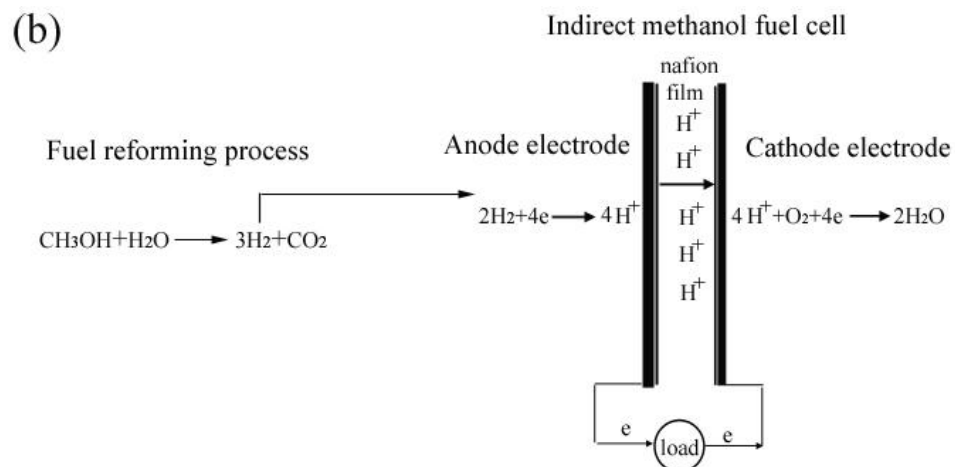 (b)
Indirect methanol fuel cell
nafion
film
H⁺
H⁺
Fuel reforming process
Anode electrode
Cathode electrode
CH₃OH+H₂O → 3H₂+CO₂
2H₂+4e → 4H⁺
H⁺
H⁺
H⁺
4H⁺+O₂+4e → 2H₂O
e
load
e